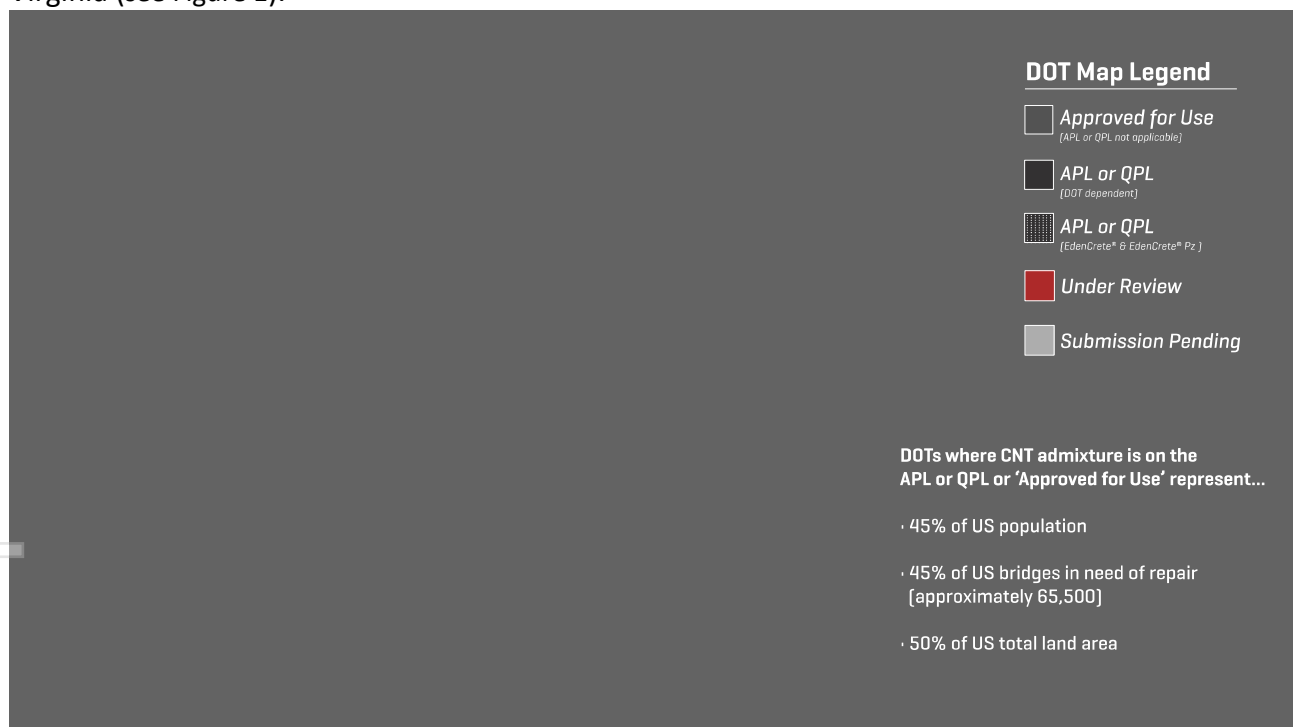 Virginia (see Figure 1).
DOT Map Legend
Approved for Use
[APL or QPL not applicable]
APL or QPL
[DOT dependent]
APL or QPL
[EdenCrete® & EdenCrete® Pz ]
Under Review
Submission Pending
DOTs where CNT admixture is on the
APL or QPL or ‘Approved for Use’ represent...
· 45% of US population
· 45% of US bridges in need of repair
[approximately 65,500]
· 50% of US total land area